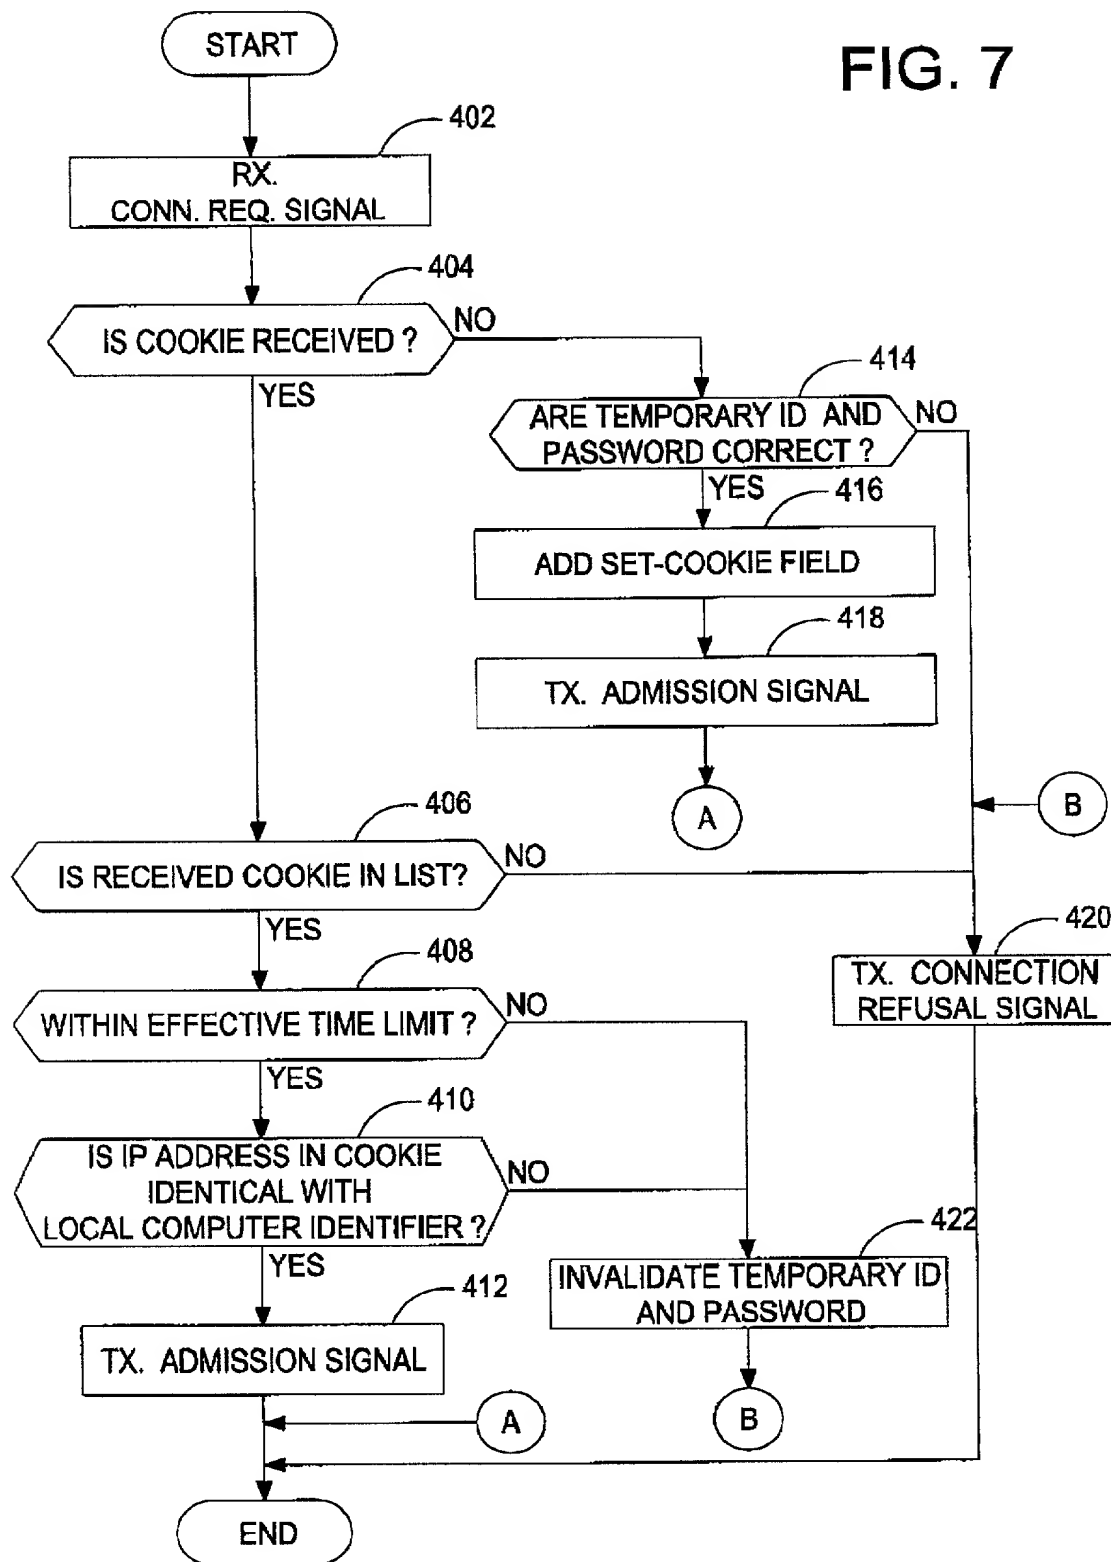 START
FIG. 7
402
RX.
CONN. REQ. SIGNAL
404
IS COOKIE RECEIVED ?
NO
YES
414
ARE TEMPORARY ID AND
PASSWORD CORRECT ?
NO
YES
416
ADD SET-COOKIE FIELD
418
TX. ADMISSION SIGNAL
A
B
406
IS RECEIVED COOKIE IN LIST?
NO
YES
420
TX. CONNECTION
REFUSAL SIGNAL
408
WITHIN EFFECTIVE TIME LIMIT ?
NO
YES
410
IS IP ADDRESS IN COOKIE
IDENTICAL WITH
LOCAL COMPUTER IDENTIFIER ?
NO
YES
422
INVALIDATE TEMPORARY ID
AND PASSWORD
412
TX. ADMISSION SIGNAL
A
B
END